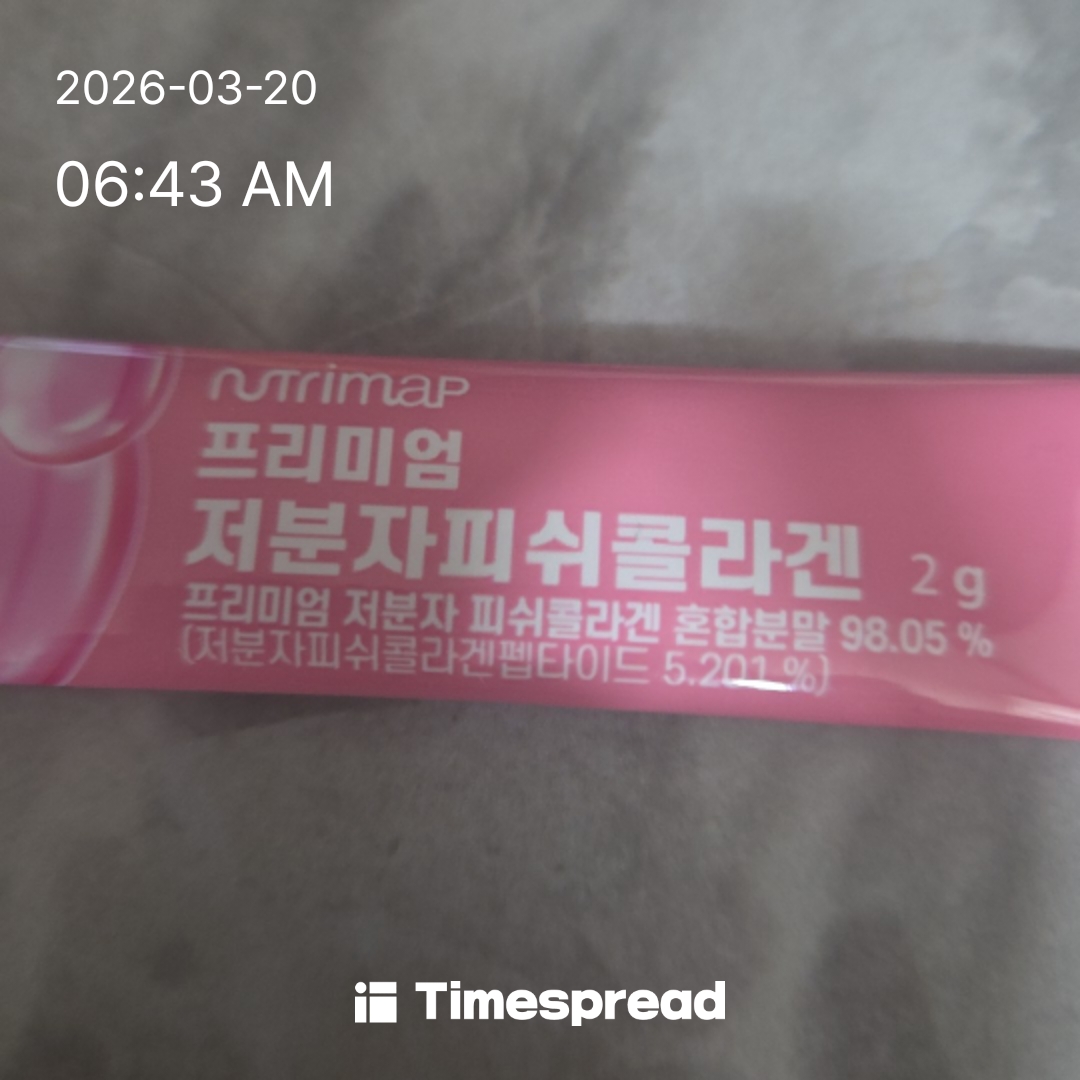 2026-03-20
06:43 AM
nutrimap
프리미엄
저분자피쉬콜라겐 2 g
프리미엄 저분자 피쉬콜라겐 혼합분말 98.05 %
(저분자피쉬콜라겐펩타이드 5.201 %)
Timespread